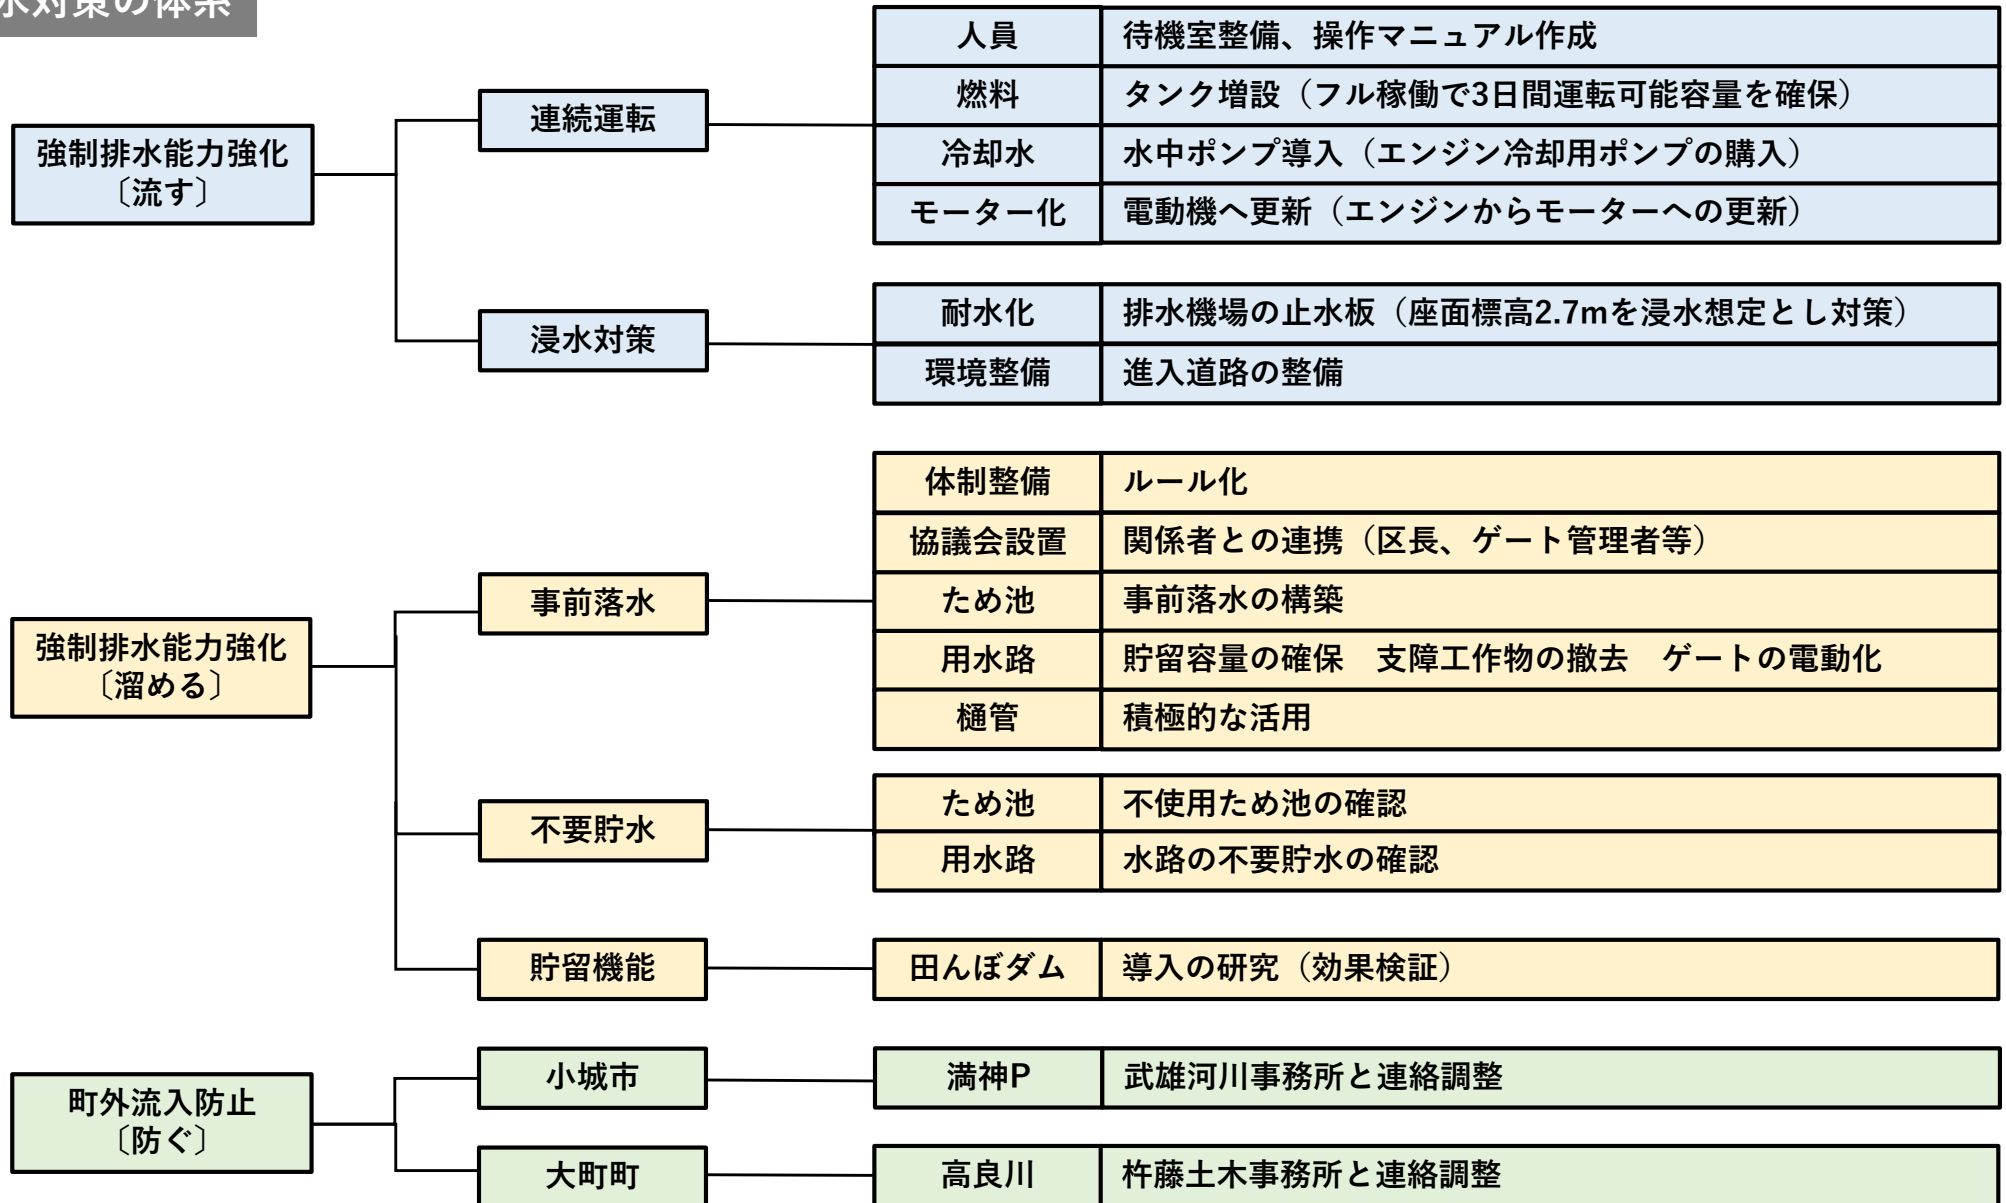 水対策の体系
人員 待機室整備、操作マニュアル作成
燃料 タンク増設（フル稼働で3日間運転可能容量を確保）
連続運転
強制排水能力強化
〔流す〕
冷却水 水中ポンプ導入（エンジン冷却用ポンプの購入）
モーター化 電動機へ更新（エンジンからモーターへの更新）
浸水対策
耐水化 排水機場の止水板（座面標高2.7mを浸水想定とし対策）
環境整備 進入道路の整備
体制整備 ルール化
協議会設置 関係者との連携（区長、ゲート管理者等）
事前落水
ため池 事前落水の構築
強制排水能力強化
〔溜める〕
用水路 貯留容量の確保　支障工作物の撤去　ゲートの電動化
樋管 積極的な活用
不要貯水
ため池 不使用ため池の確認
用水路 水路の不要貯水の確認
貯留機能 田んぼダム 導入の研究（効果検証）
町外流入防止
〔防ぐ〕
小城市 満神P 武雄河川事務所と連絡調整
大町町 高良川 杵藤土木事務所と連絡調整